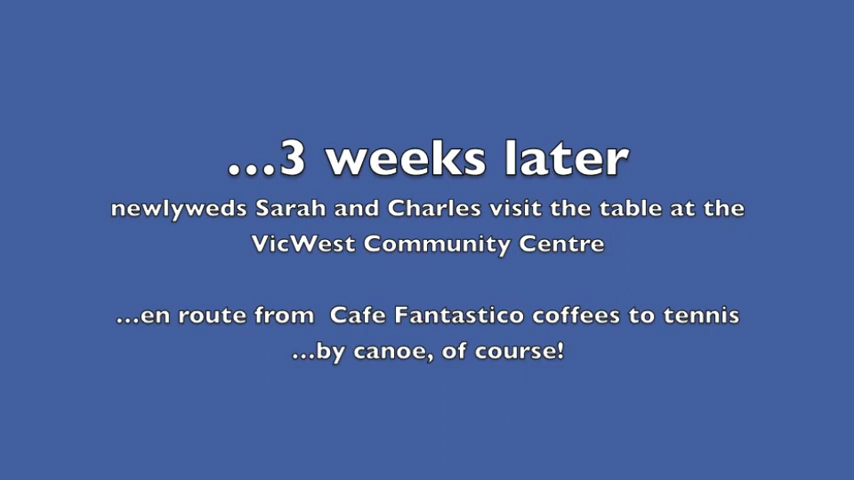 ...3 weeks later
newlyweds Sarah and Charles visit the table at the
VicWest Community Centre
...en route from  Cafe Fantastico coffees to tennis
...by canoe, of course!